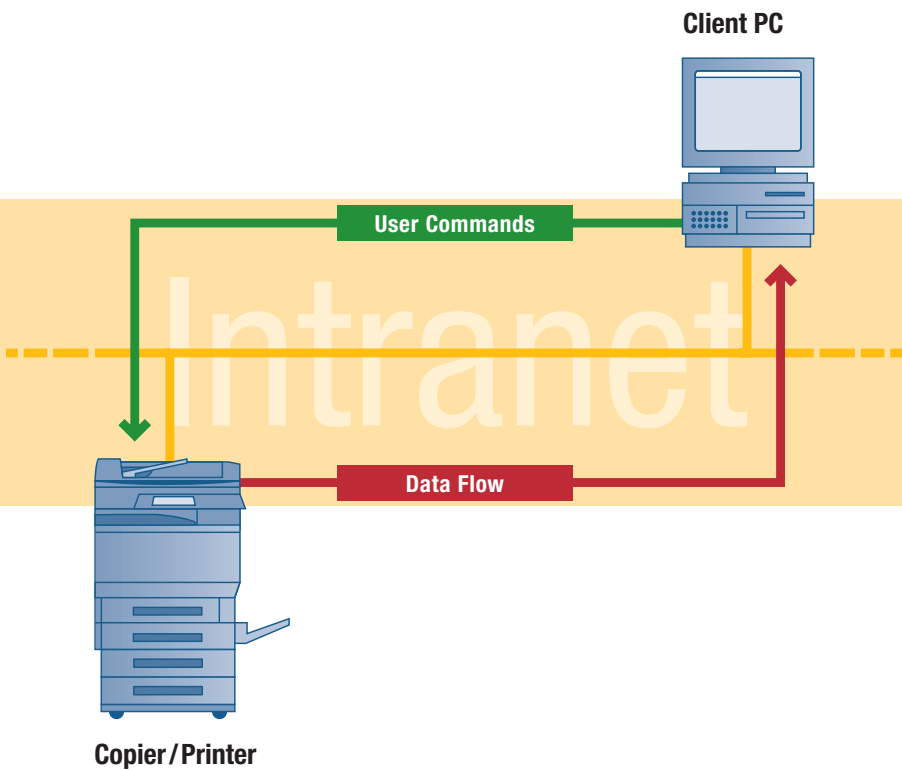 Client PC
User Commands
Intranet
Data Flow
Copier/Printer